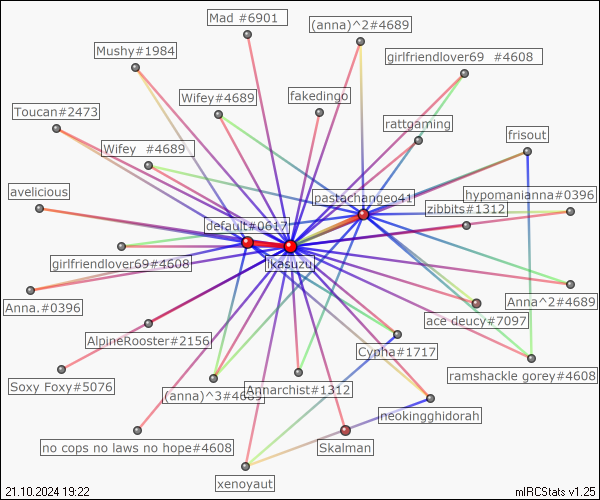 Mad #6901
(anna)^2#4689
Mushy#1984
girlfriendlover69 #4608
Wifey#4689
fakedingo
Toucan#2473
rattgaming
frisout
Wifey #4689
avelicious
pastachangeo41
hypomanianna#0396
zibbits#1312
default#0617
ikasuzu
girlfriendlover69#4608
Anna.#0396
Anna^2#4689
ace deucy#7097
AlpineRooster#2156
Cypha#1717
Soxy Foxy#5076
ramshackle gorey#4608
(anna)^3#4689
Annarchist#1312
neokingghidorah
no cops no laws no hope#4608
Skalman
xenoyaut
21.10.2024 19:22
mIRCStats v1.25